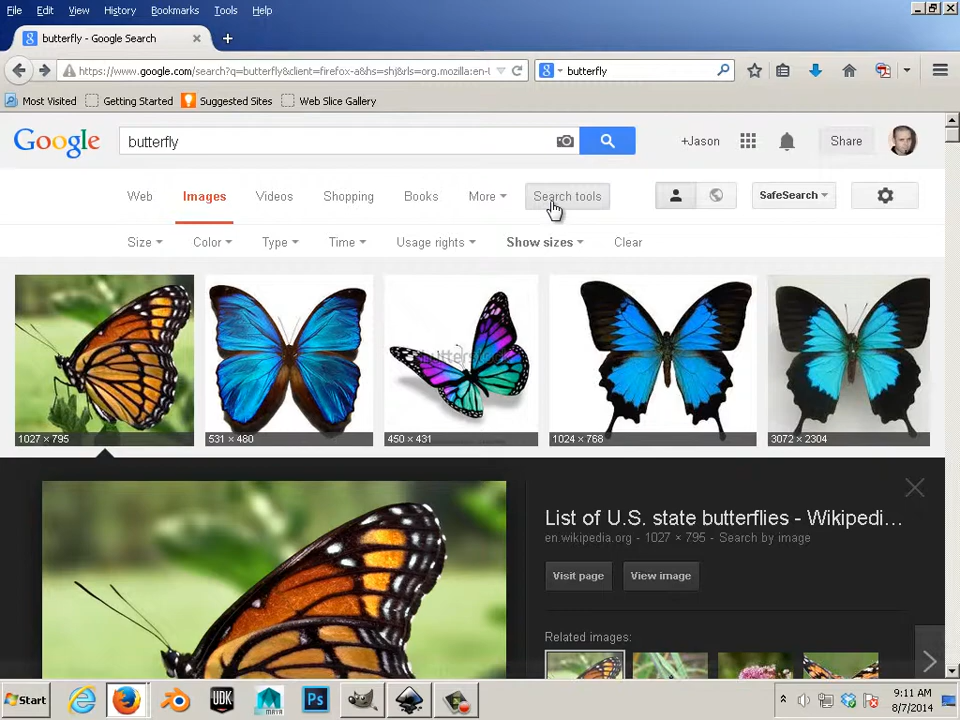 File Edit View History Bookmarks Tools Help
butterfly - Google Search
https://www.google.com/search?q=butterfly&client=firefox-a&hs=shj&rls=org.mozilla:en-U
butterfly
Most Visited Getting Started Suggested Sites Web Slice Gallery
Google butterfly +Jason Share
Web Images Videos Shopping Books More Search tools SafeSearch
Size Color Type Time Usage rights Show sizes Clear
1027 × 795 531 × 480 450 × 431 1024 × 768 3072 × 2304
List of U.S. state butterflies - Wikipedi...
en.wikipedia.org - 1027 × 795 - Search by image
Visit page View image
Related images:
Start UDK MAYA Ps 9:11 AM
8/7/2014